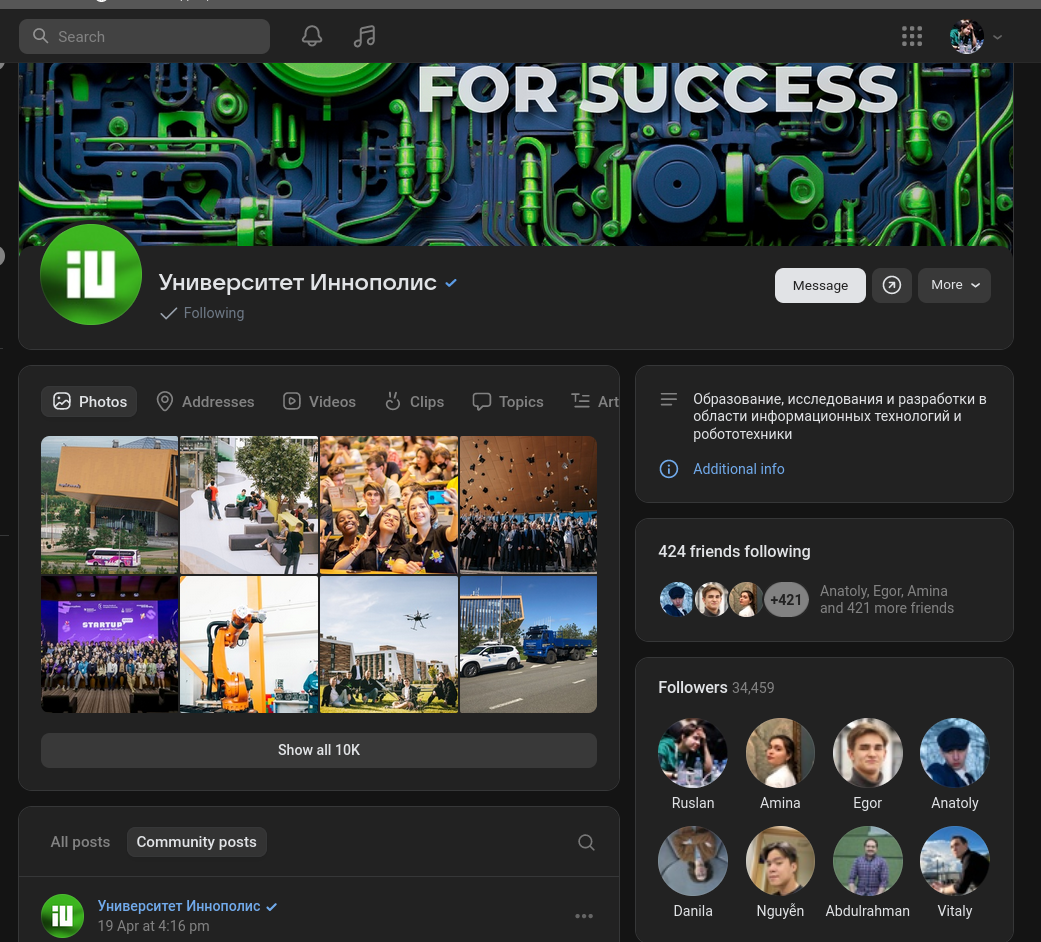 Search
FOR SUCCESS
iU
Университет Иннополис
Following
Message
More
Photos
Addresses
Videos
Clips
Topics
Art
STARTUP
Show all 10K
Образование, исследования и разработки в
области информационных технологий и
робототехники
Additional info
424 friends following
+421
Anatoly, Egor, Amina
and 421 more friends
Followers 34,459
Ruslan
Amina
Egor
Anatoly
Danila
Nguyễn
Abdulrahman
Vitaly
All posts
Community posts
iU
Университет Иннополис
19 Apr at 4:16 pm